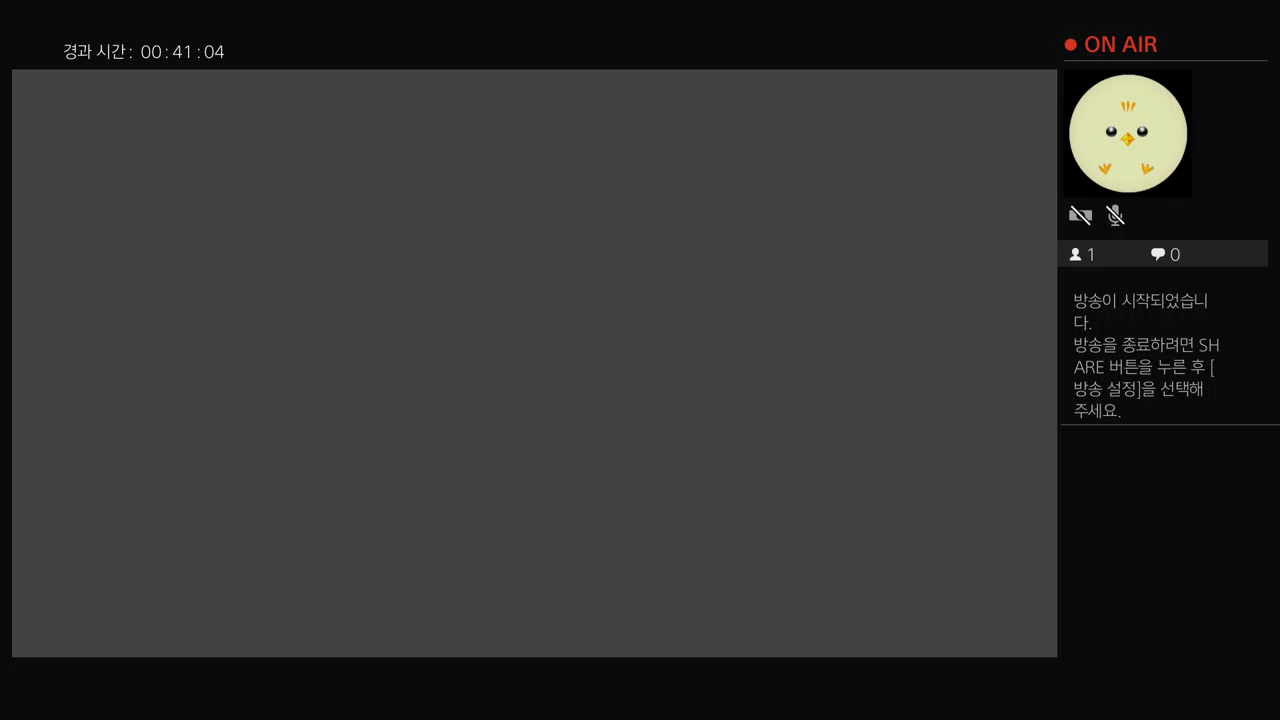 경과 시간 : 00 : 41 : 04
ON AIR
1
0
방송이 시작되었습니
다.
방송을 종료하려면 SH
ARE 버튼을 누른 후 [
방송 설정]을 선택해
주세요.